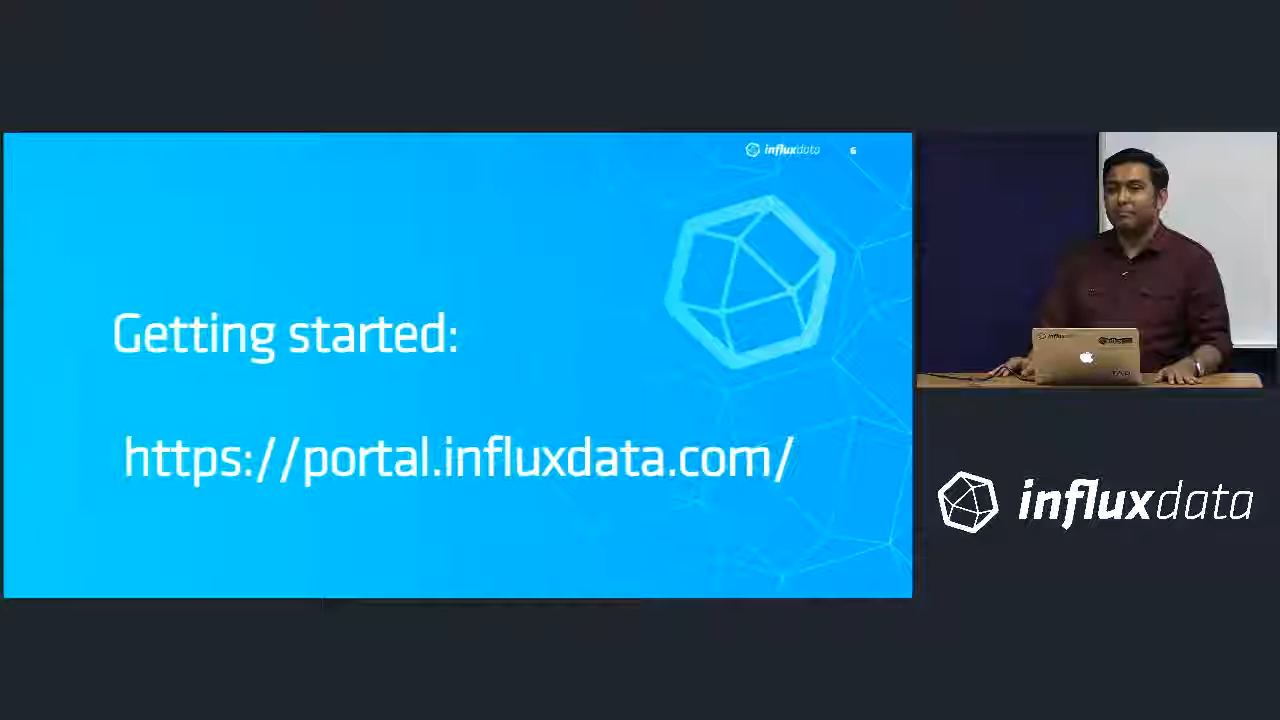 influxdata 6
Getting started:
https://portal.influxdata.com/
influxdata